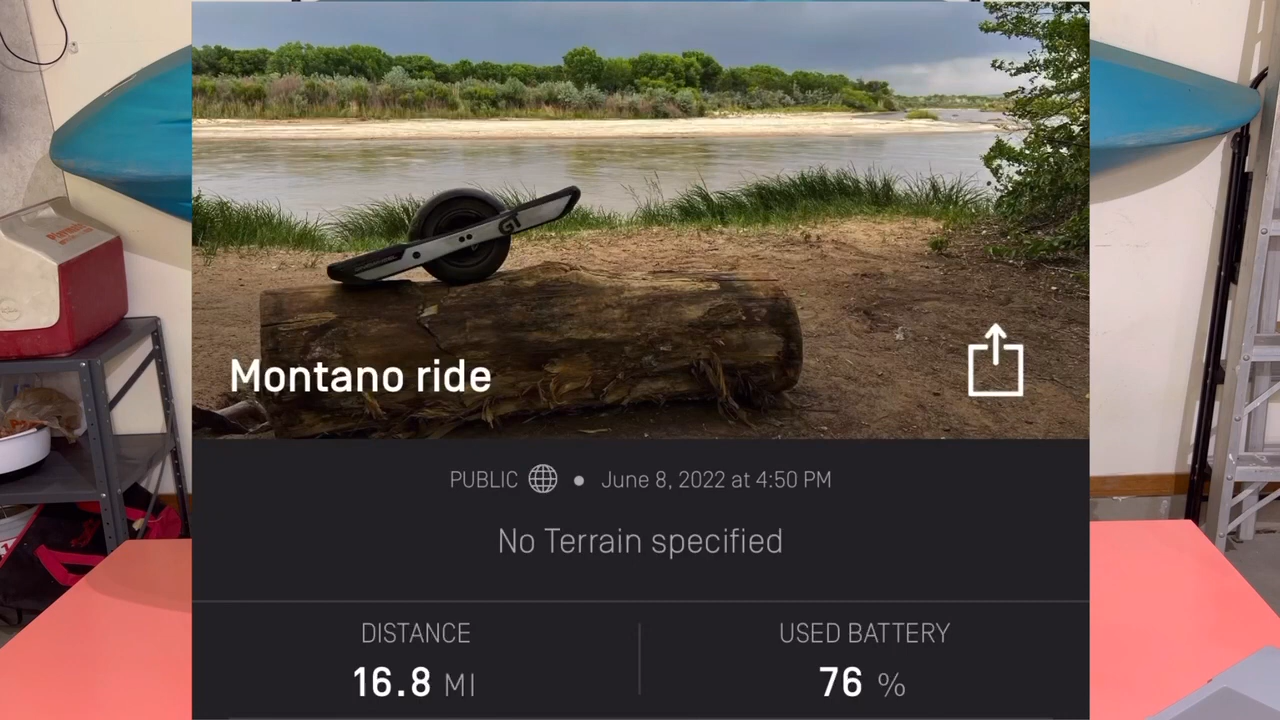 Montano ride
GT
PUBLIC • June 8, 2022 at 4:50 PM
No Terrain specified
DISTANCE
USED BATTERY
16.8 MI
76 %